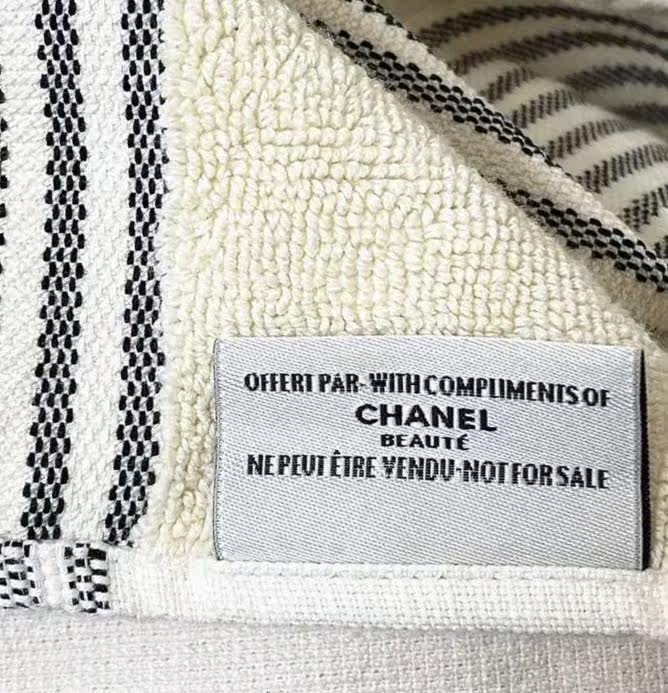 OFFERT PAR-WITH COMPLIMENTS OF
CHANEL
BEAUTÉ
NE PEUT ÊTRE VENDU-NOT FOR SALE